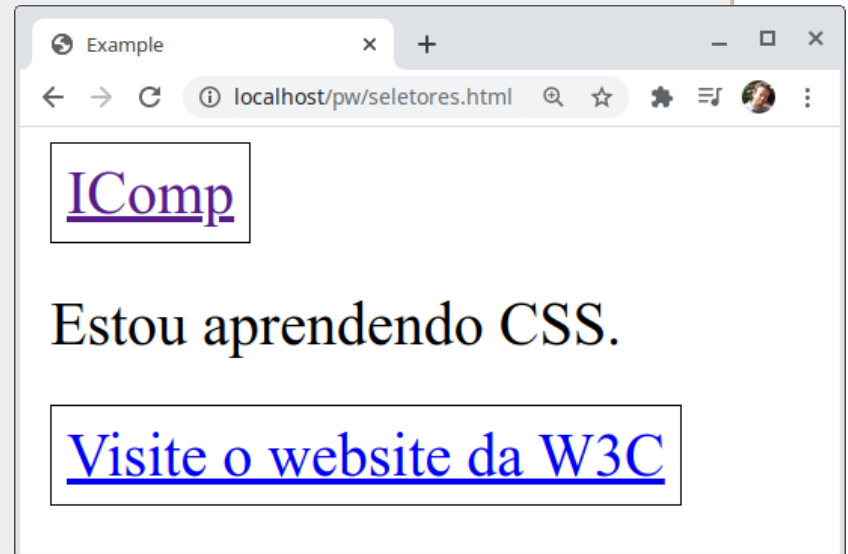 Example
localhost/pw/seletores.html
IComp
Estou aprendendo CSS.
Visite o website da W3C